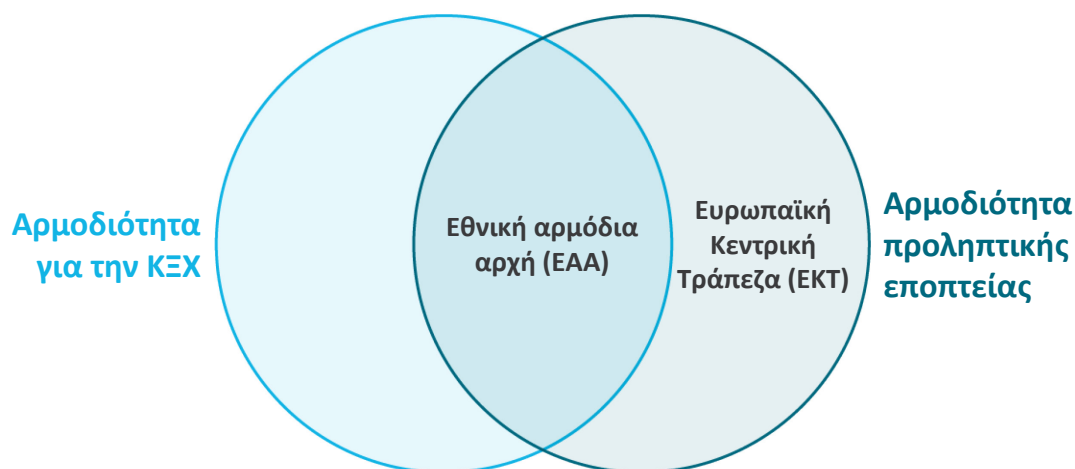 Αρμοδιότητα
για την ΚΞΧ
Εθνική αρμόδια
αρχή (ΕΑΑ)
Ευρωπαϊκή
Κεντρική
Τράπεζα (ΕΚΤ)
Αρμοδιότητα
προληπτικής
εποπτείας